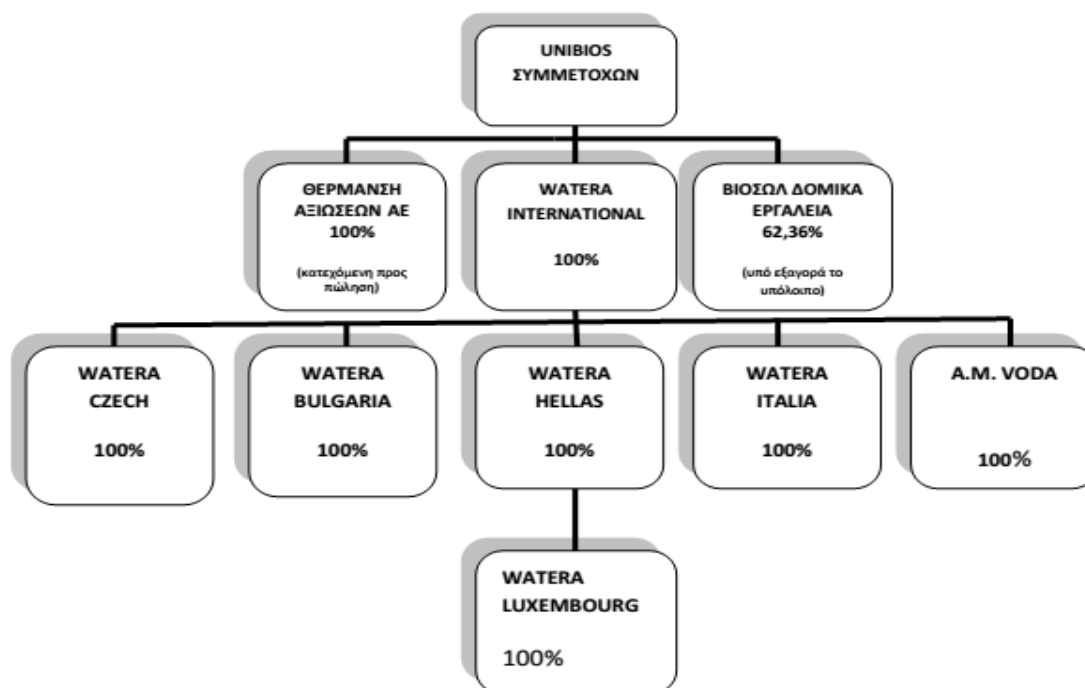 UNIBIOS
ΣΥΜΜΕΤΟΧΩΝ
ΘΕΡΜΑΝΣΗ
ΑΞΙΩΣΕΩΝ ΑΕ
100%
(κατεχόμενη προς
πώληση)
WATERA
INTERNATIONAL
100%
ΒΙΟΣΩΛ ΔΟΜΙΚΑ
ΕΡΓΑΛΕΙΑ
62,36%
(υπό εξαγορά το
υπόλοιπο)
WATERA
CZECH
100%
WATERA
BULGARIA
100%
WATERA
HELLAS
100%
WATERA
ITALIA
100%
A.M. VODA
100%
WATERA
LUXEMBOURG
100%